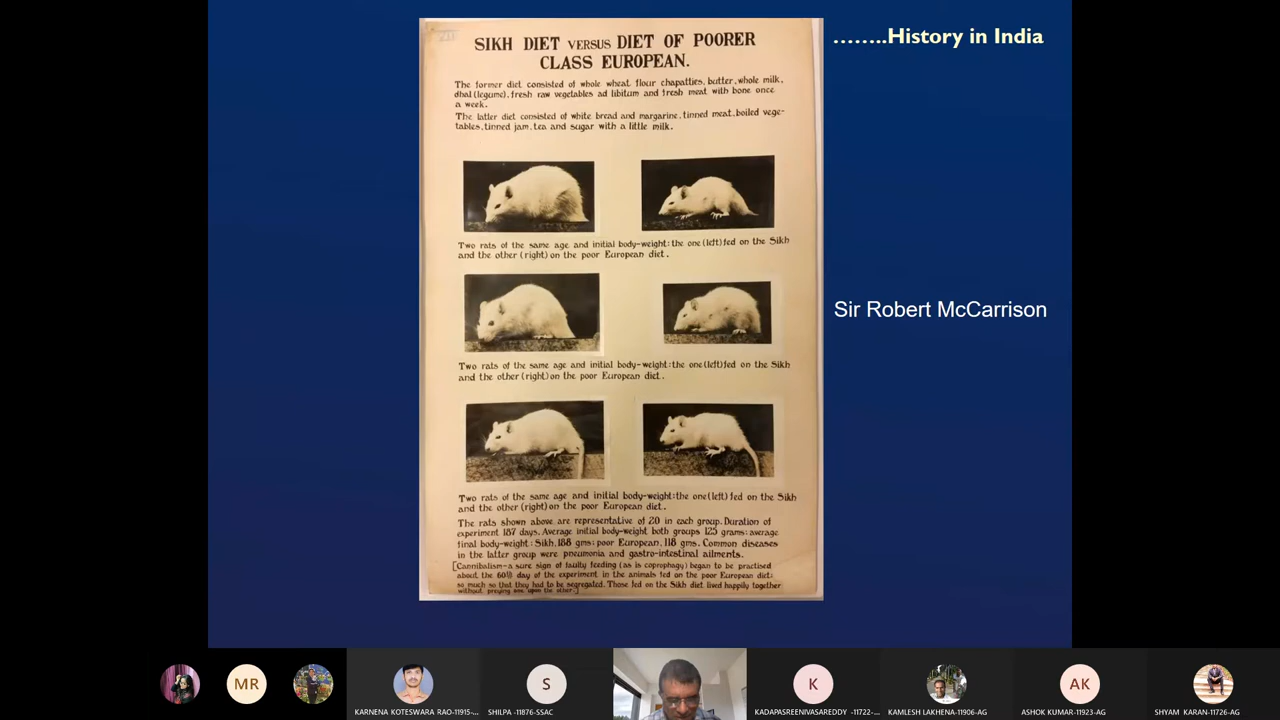 ........History in India
SIKH DIET VERSUS DIET OF POORER
CLASS EUROPEAN.
The former diet consisted of whole wheat flour chapatties, butter, whole milk,
dhal (legume), fresh raw vegetables ad libitum and fresh meat with bone once
a week.
The latter diet consisted of white bread and margarine, tinned meat, boiled vege-
tables, tinned jam, tea and sugar with a little milk.
Two rats of the same age and initial body-weight: the one (left) fed on the Sikh
and the other (right) on the poor European diet.
Sir Robert McCarrison
Two rats of the same age and initial body-weight: the one (left) fed on the Sikh
and the other (right) on the poor European diet.
Two rats of the same age and initial body-weight: the one (left) fed on the Sikh
and the other (right) on the poor European diet.
The rats shown above are representative of 20 in each group. Duration of
experiment 187 days. Average initial body-weight both groups 125 grams: average
final body-weight: Sikh, 188 gms; poor European, 118 gms. Common diseases
in the latter group were pneumonia and gastro-intestinal ailments.
[Cannibalism-a sure sign of faulty feeding (as is coprophagy) began to be practised
about the 60th day of the experiment in the animals fed on the poor European diet:
so much so that they had to be segregated. Those fed on the Sikh diet lived happily together
without preying one upon the other.]
MR
S
K
AK
KARNENA KOTESWARA RAO-11915-...
SHILPA -11876-SSAC
KADAPASREENIVASAREDDY -11722-...
KAMLESH LAKHENA-11906-AG
ASHOK KUMAR-11923-AG
SHYAM KARAN-11726-AG